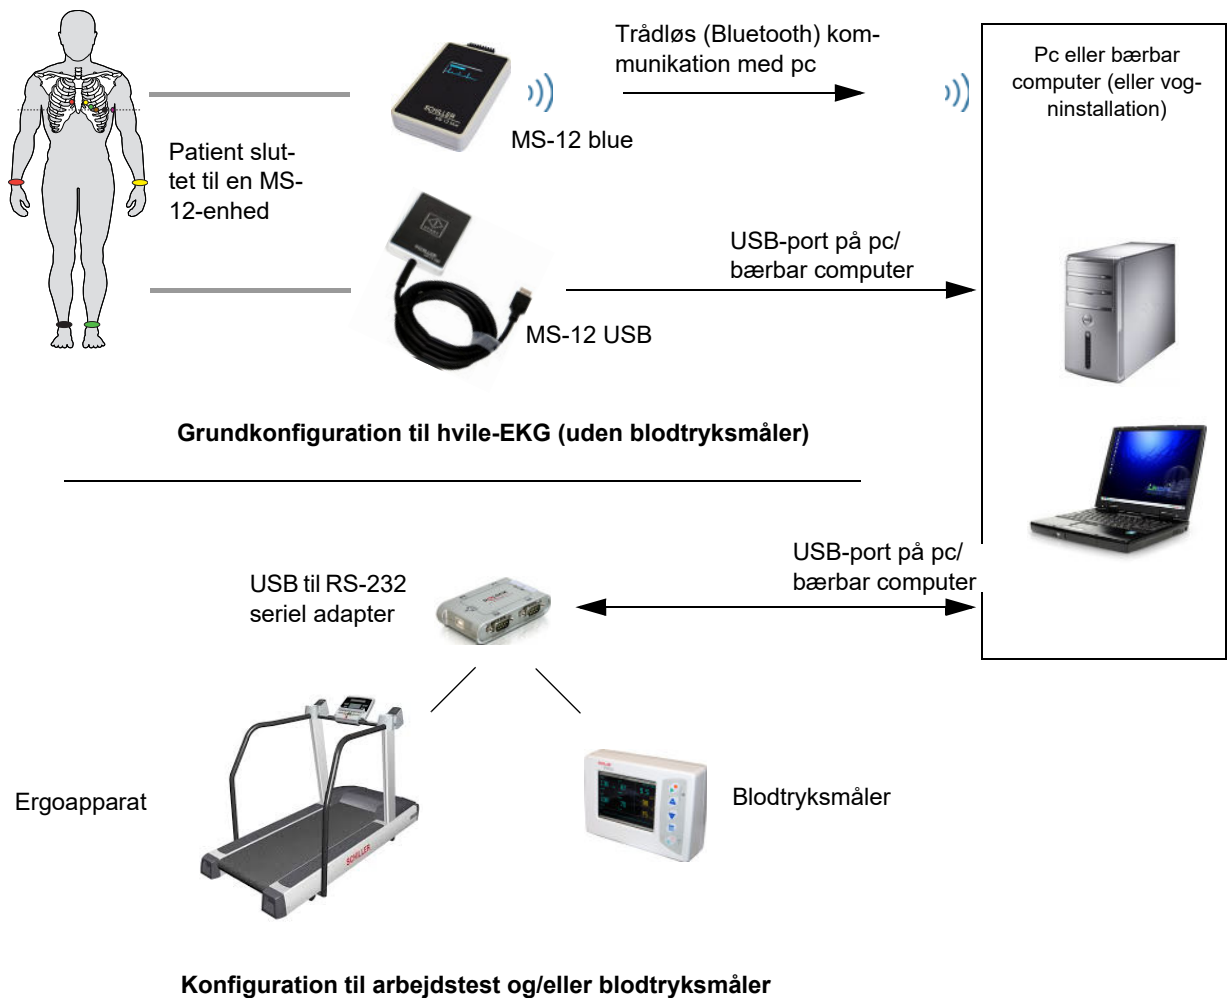 Trådløs (Bluetooth) kom-
munikation med pc
Pc eller bærbar
computer (eller vog-
ninstallation)
SCHILLER
MS-12 blue
Patient slut-
tet til en MS-
12-enhed
USB-port på pc/
bærbar computer
MS-12 USB
Grundkonfiguration til hvile-EKG (uden blodtryksmåler)
USB-port på pc/
bærbar computer
USB til RS-232
seriel adapter
Ergoapparat
SCHILLER
Blodtryksmåler
Konfiguration til arbejdstest og/eller blodtryksmåler